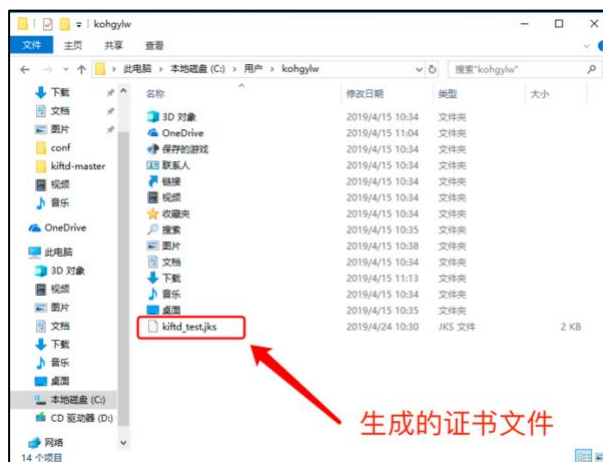 kohgylw
文件 主页 共享 查看
此电脑 > 本地磁盘 (C:) > 用户 > kohgylw
搜索"kohgylw"
名称 修改日期 类型 大小
下载
文档
图片
conf
kiftd-master
视频
音乐
OneDrive
此电脑
3D 对象
视频
图片
文档
下载
音乐
桌面
本地磁盘 (C:)
CD 驱动器 (D:)
网络
3D 对象 2019/4/15 10:34 文件夹
OneDrive 2019/4/15 11:04 文件夹
保存的游戏 2019/4/15 10:34 文件夹
联系人 2019/4/15 10:34 文件夹
链接 2019/4/15 10:34 文件夹
视频 2019/4/15 10:34 文件夹
收藏夹 2019/4/15 10:34 文件夹
搜索 2019/4/15 10:35 文件夹
图片 2019/4/15 10:38 文件夹
文档 2019/4/15 10:34 文件夹
下载 2019/4/15 11:13 文件夹
音乐 2019/4/15 10:34 文件夹
桌面 2019/4/15 10:35 文件夹
kiftd_test.jks 2019/4/24 10:30 JKS 文件 2 KB
生成的证书文件
14 个项目